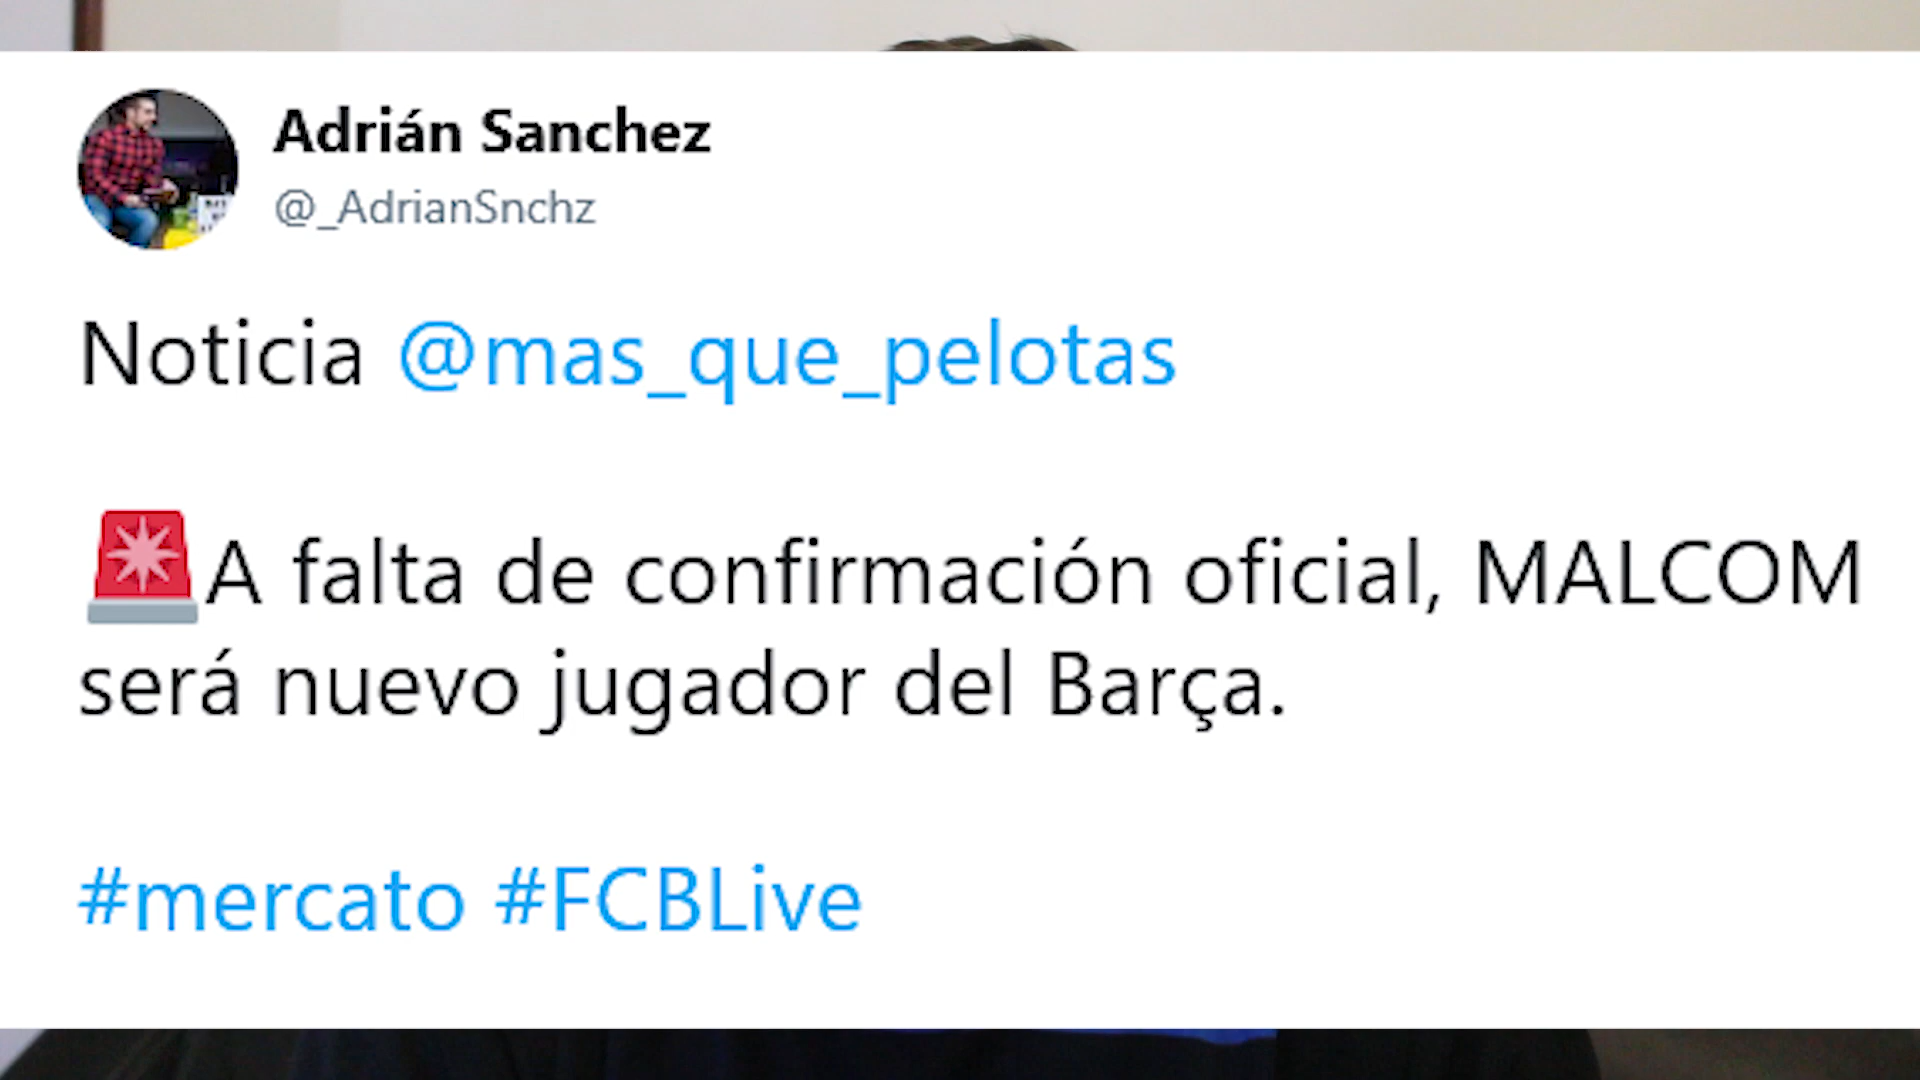 Adrián Sanchez
@_AdrianSnchz
Noticia @mas_que_pelotas
🚨A falta de confirmación oficial, MALCOM
será nuevo jugador del Barça.
#mercato #FCBLive